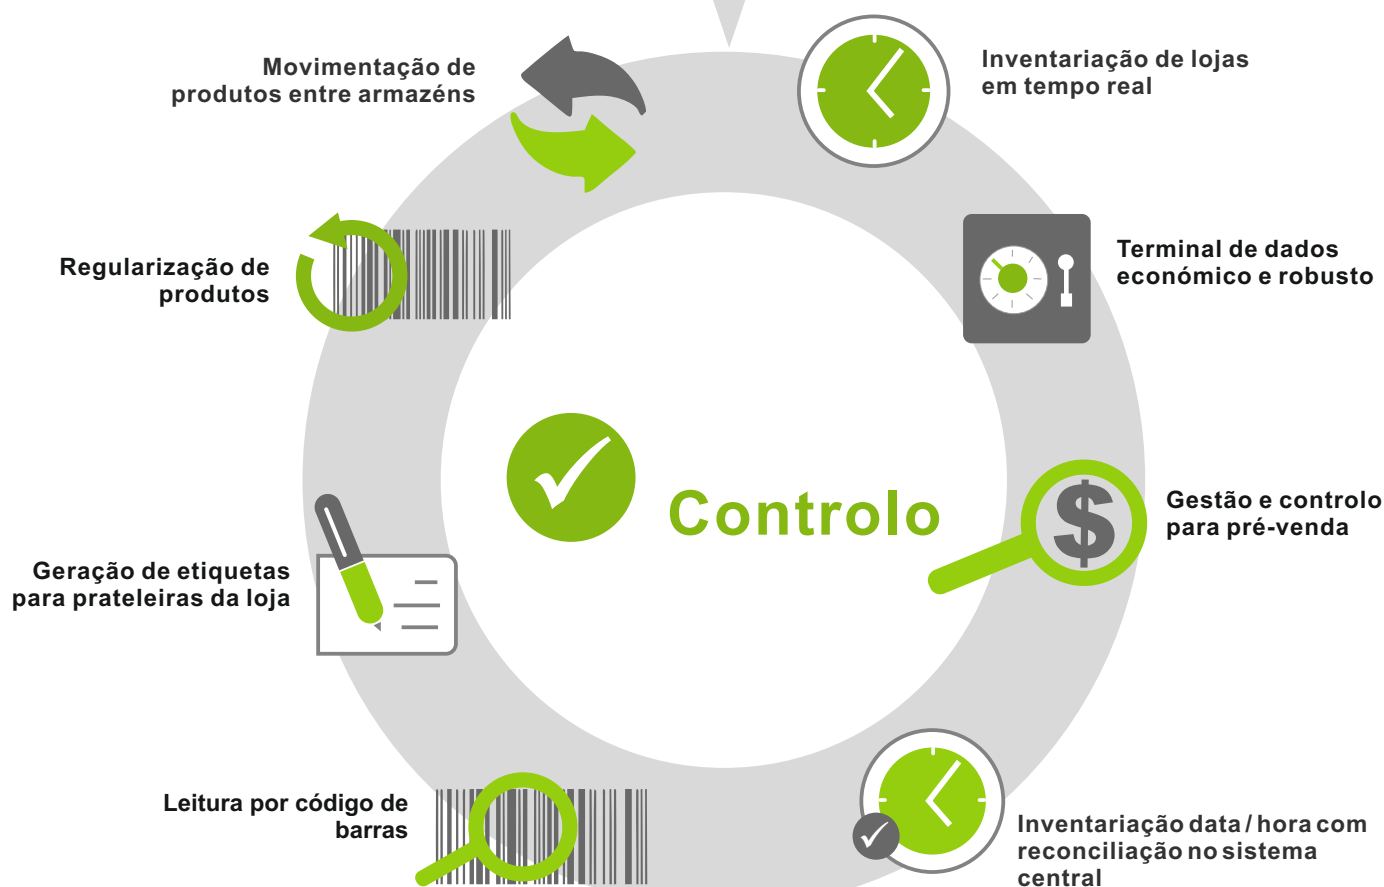 Movimentação de
produtos entre armazéns
Inventariação de lojas
em tempo real
Regularização de
produtos
Terminal de dados
económico e robusto
Controlo
Gestão e controlo
para pré-venda
Geração de etiquetas
para prateleiras da loja
Leitura por código de
barras
Inventariação data / hora com
reconciliação no sistema
central
$